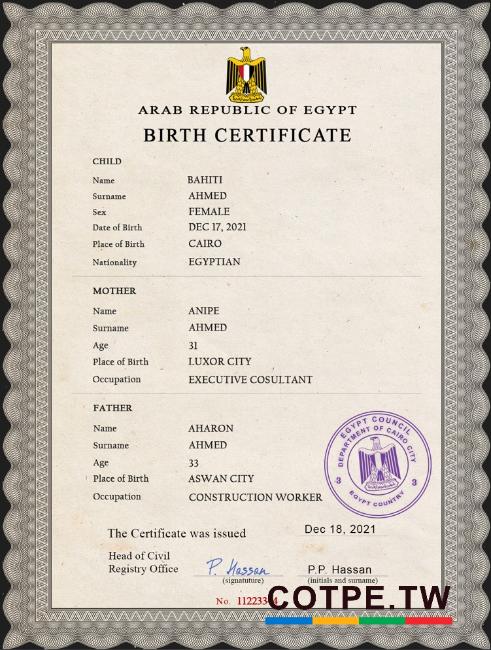 ARAB REPUBLIC OF EGYPT
BIRTH CERTIFICATE
CHILD
Name BAHITI
Surname AHMED
Sex FEMALE
Date of Birth DEC 17, 2021
Place of Birth CAIRO
Nationality EGYPTIAN
MOTHER
Name ANIPE
Surname AHMED
Age 31
Place of Birth LUXOR CITY
Occupation EXECUTIVE COSULTANT
FATHER
Name AHARON
Surname AHMED
Age 33
Place of Birth ASWAN CITY
Occupation CONSTRUCTION WORKER
EGYPT COUNCIL
DEPARTMENT OF CAIRO CITY
3 3
EGYPT COUNTRY
The Certificate was issued Dec 18, 2021
Head of Civil
Registry Office P. Hassan P.P. Hassan
(signatuture) (initials and surname)
No.
COTPE.TW